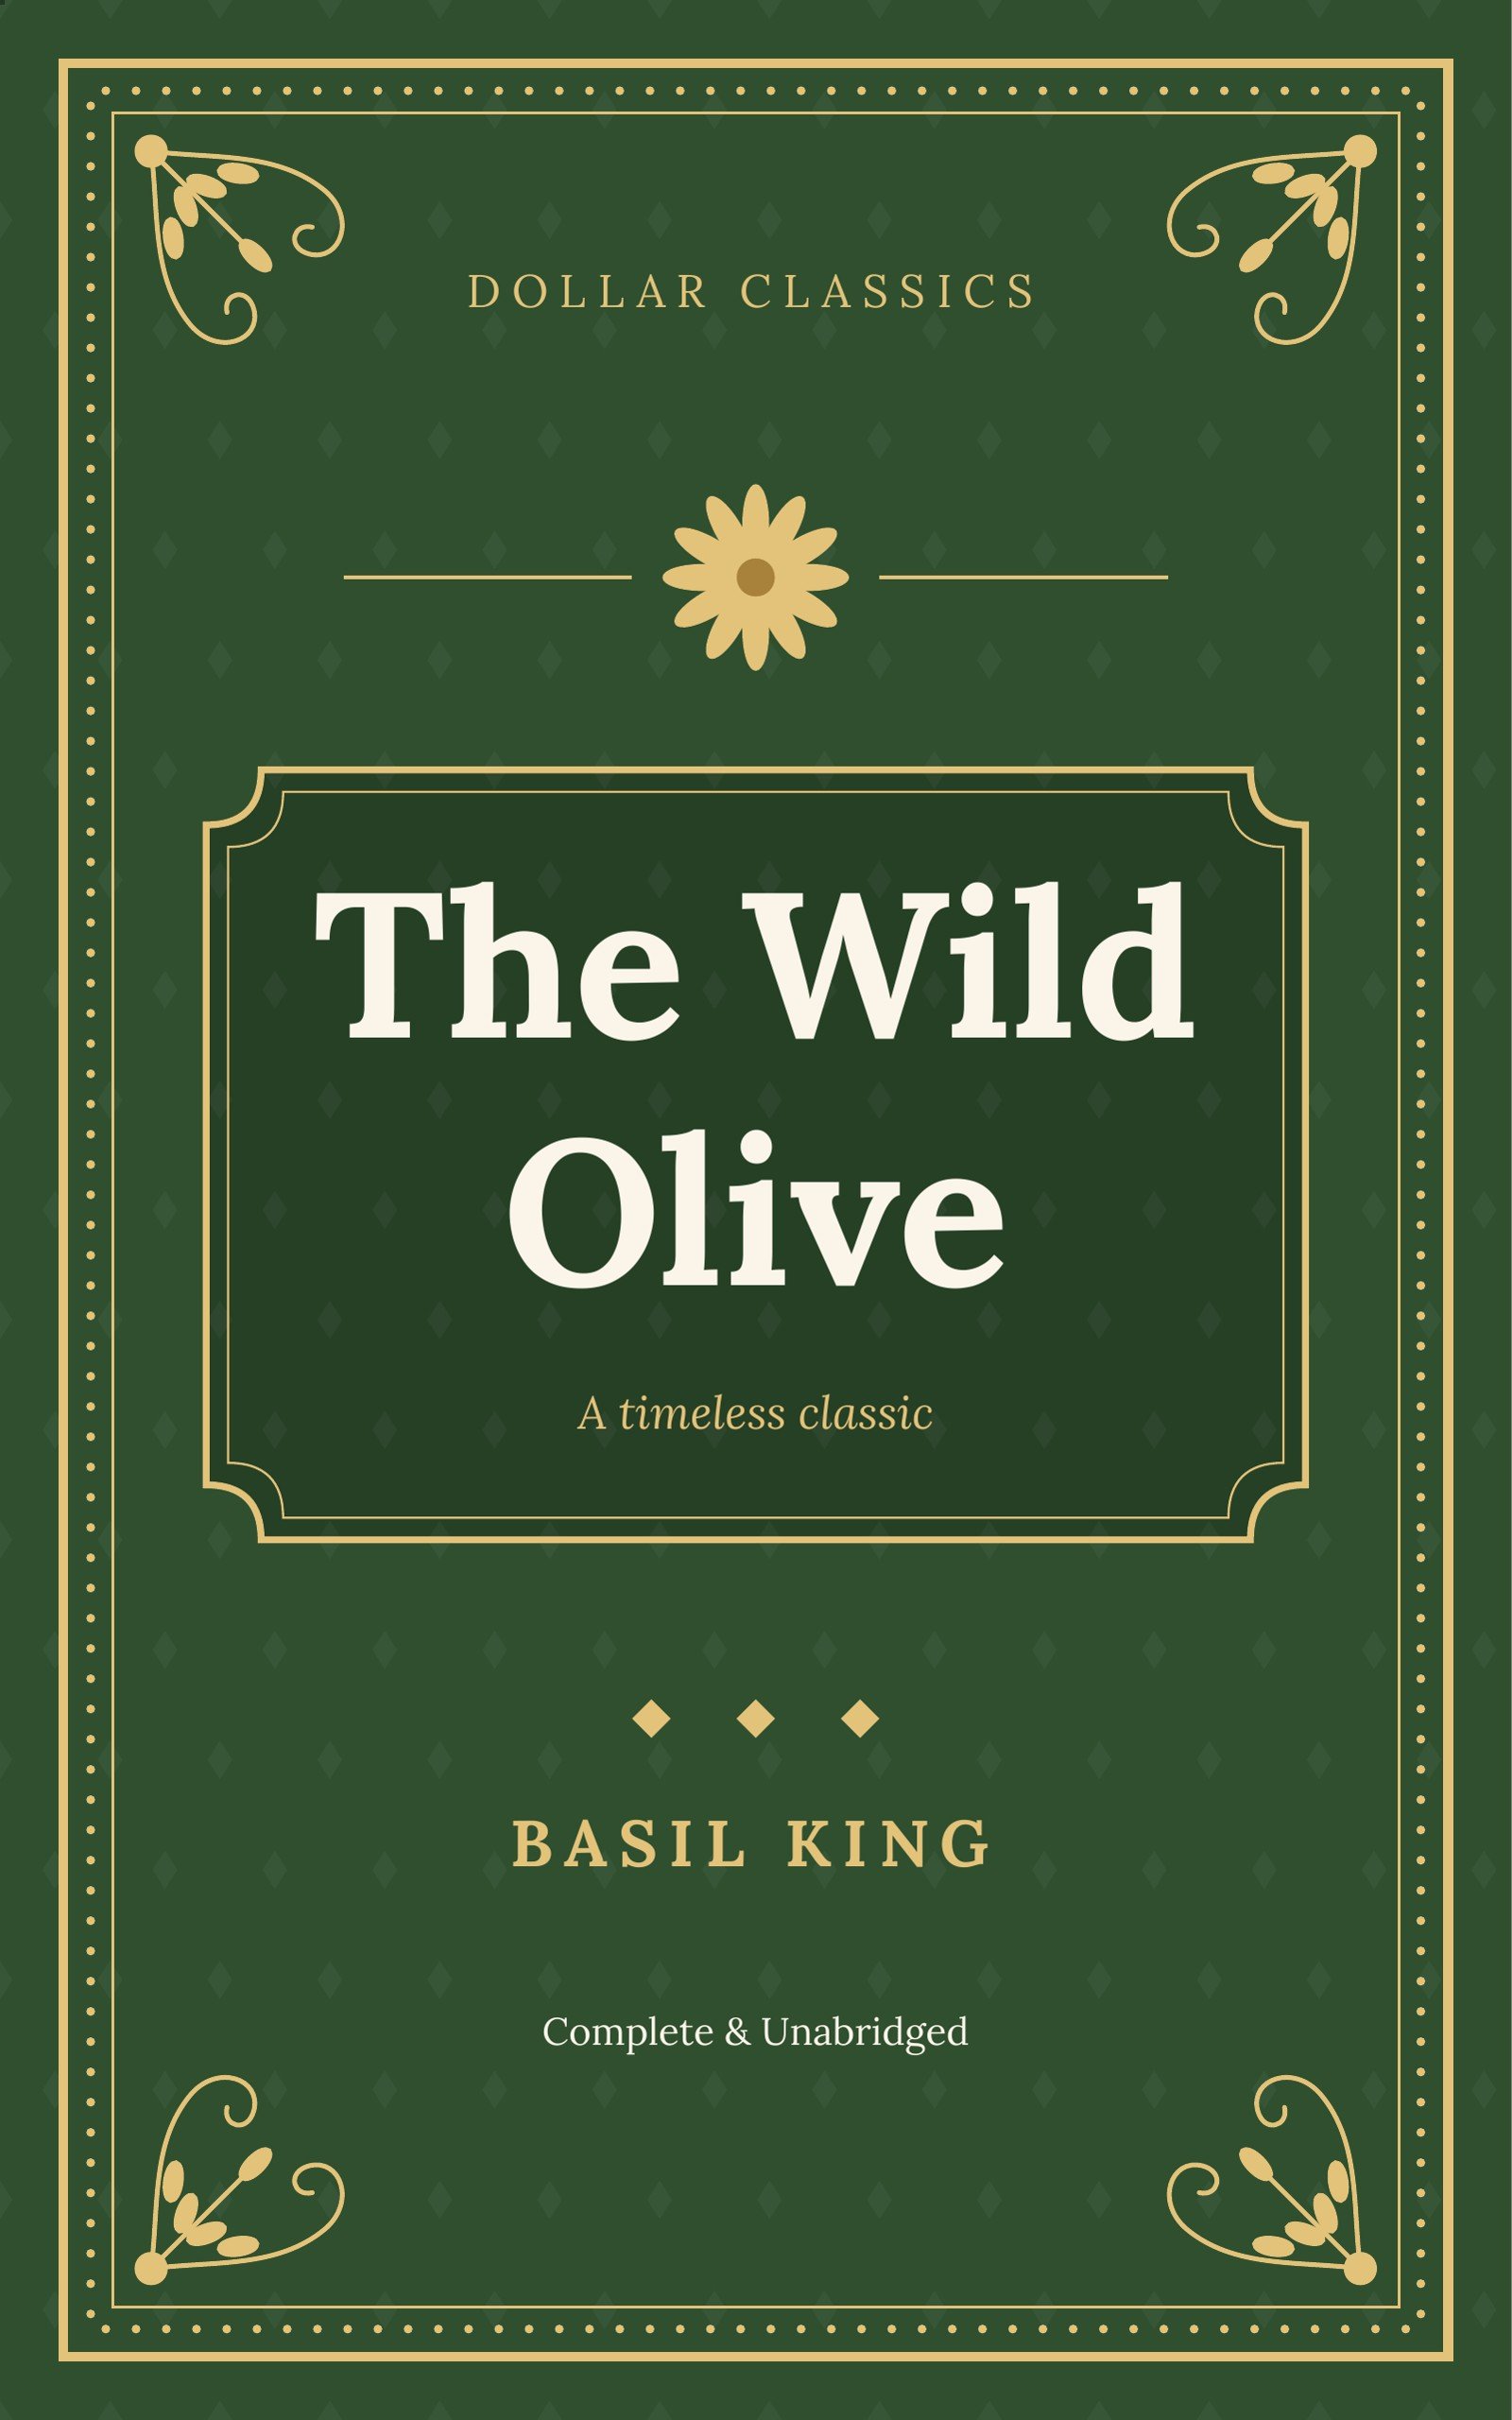 DOLLAR CLASSICS
The Wild
Olive
A timeless classic
BASIL KING
Complete & Unabridged